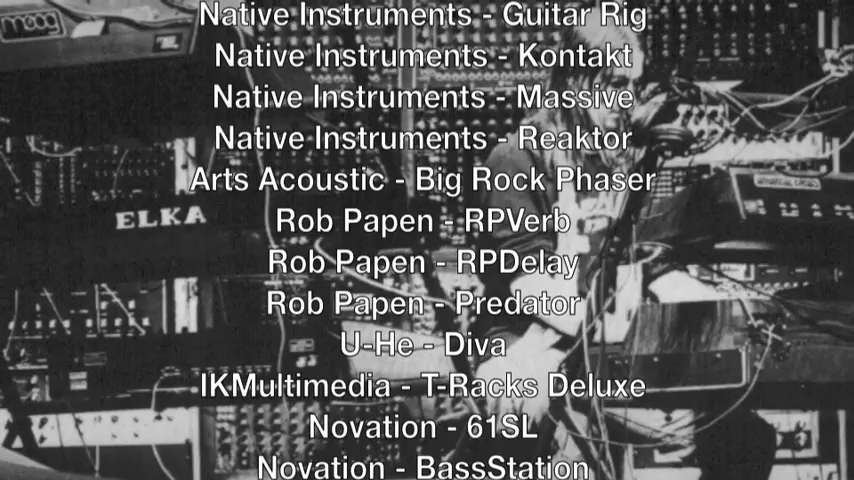 moog
Native Instruments - Guitar Rig
Native Instruments - Kontakt
Native Instruments - Massive
Native Instruments - Reaktor
Arts Acoustic - Big Rock Phaser
ELKA
Rob Papen - RPVerb
Rob Papen - RPDelay
Rob Papen - Predator
U-He - Diva
IKMultimedia - T-Racks Deluxe
Novation - 61SL
Novation - BassStation